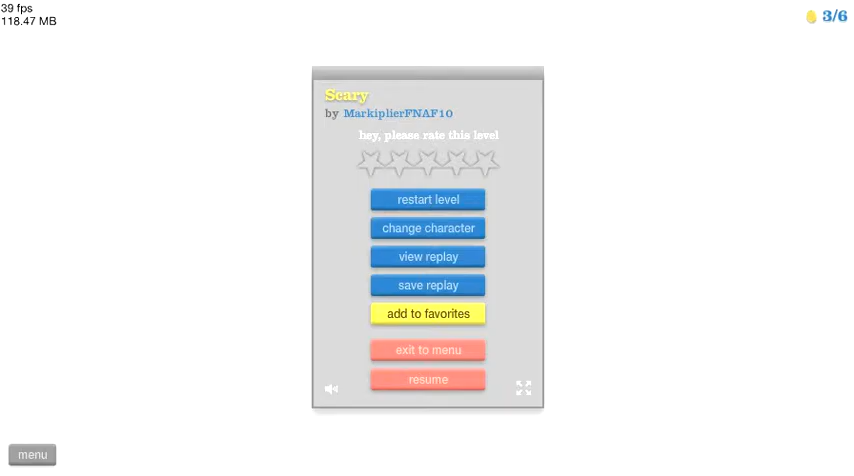 39 fps
118.47 MB
3/6
Scary
by MarkiplierFNAF10
hey, please rate this level
restart level
change character
view replay
save replay
add to favorites
exit to menu
resume
menu